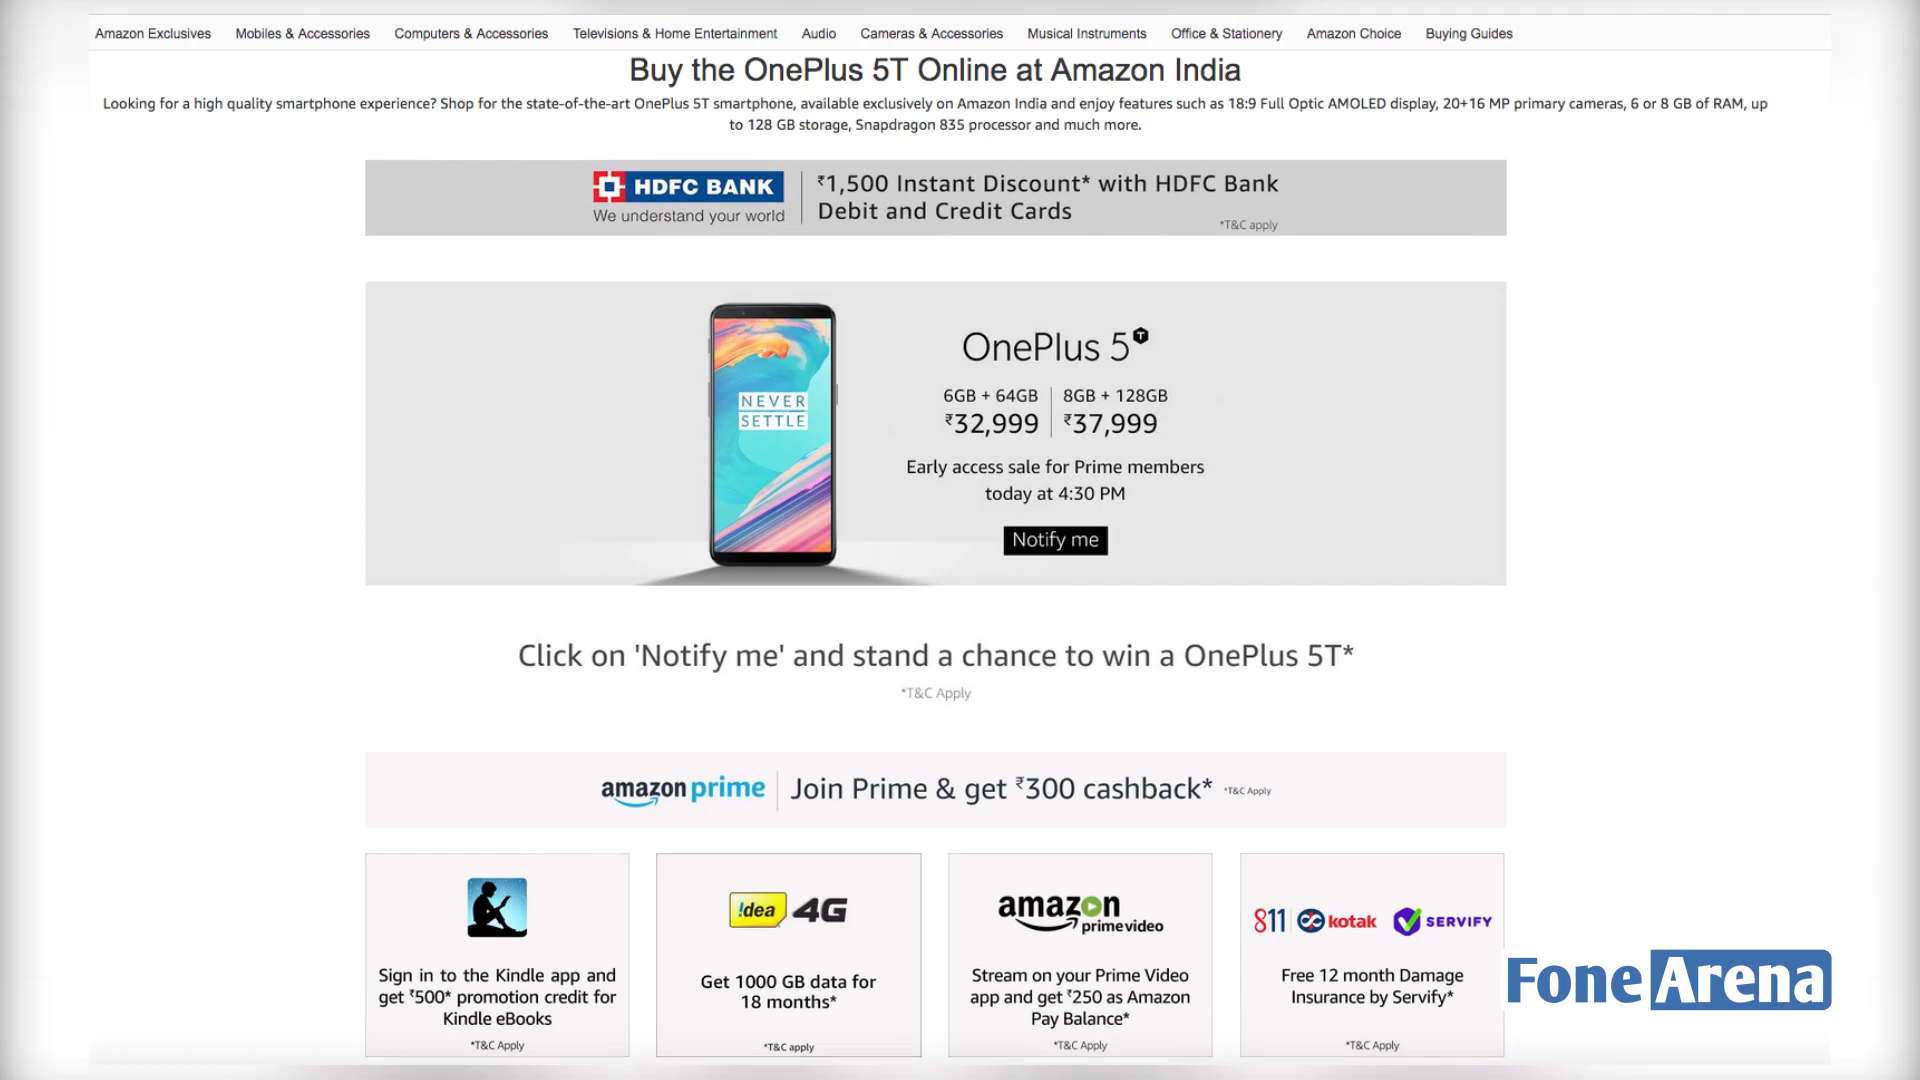 Amazon Exclusives Mobiles & Accessories Computers & Accessories Televisions & Home Entertainment Audio Cameras & Accessories Musical Instruments Office & Stationery Amazon Choice Buying Guides
Buy the OnePlus 5T Online at Amazon India
Looking for a high quality smartphone experience? Shop for the state-of-the-art OnePlus 5T smartphone, available exclusively on Amazon India and enjoy features such as 18:9 Full Optic AMOLED display, 20+16 MP primary cameras, 6 or 8 GB of RAM, up
to 128 GB storage, Snapdragon 835 processor and much more.
HDFC BANK
We understand your world
₹1,500 Instant Discount* with HDFC Bank
Debit and Credit Cards
*T&C apply
NEVER
SETTLE
OnePlus 5T
6GB + 64GB 8GB + 128GB
₹32,999 ₹37,999
Early access sale for Prime members
today at 4:30 PM
Notify me
Click on 'Notify me' and stand a chance to win a OnePlus 5T*
*T&C Apply
amazon prime Join Prime & get ₹300 cashback* *T&C Apply
Sign in to the Kindle app and
get ₹500* promotion credit for
Kindle eBooks
*T&C Apply
!dea 4G
Get 1000 GB data for
18 months*
*T&C apply
amazon
prime video
Stream on your Prime Video
app and get ₹250 as Amazon
Pay Balance*
*T&C Apply
811 kotak SERVIFY
Free 12 month Damage
Insurance by Servify*
*T&C Apply
FoneArena